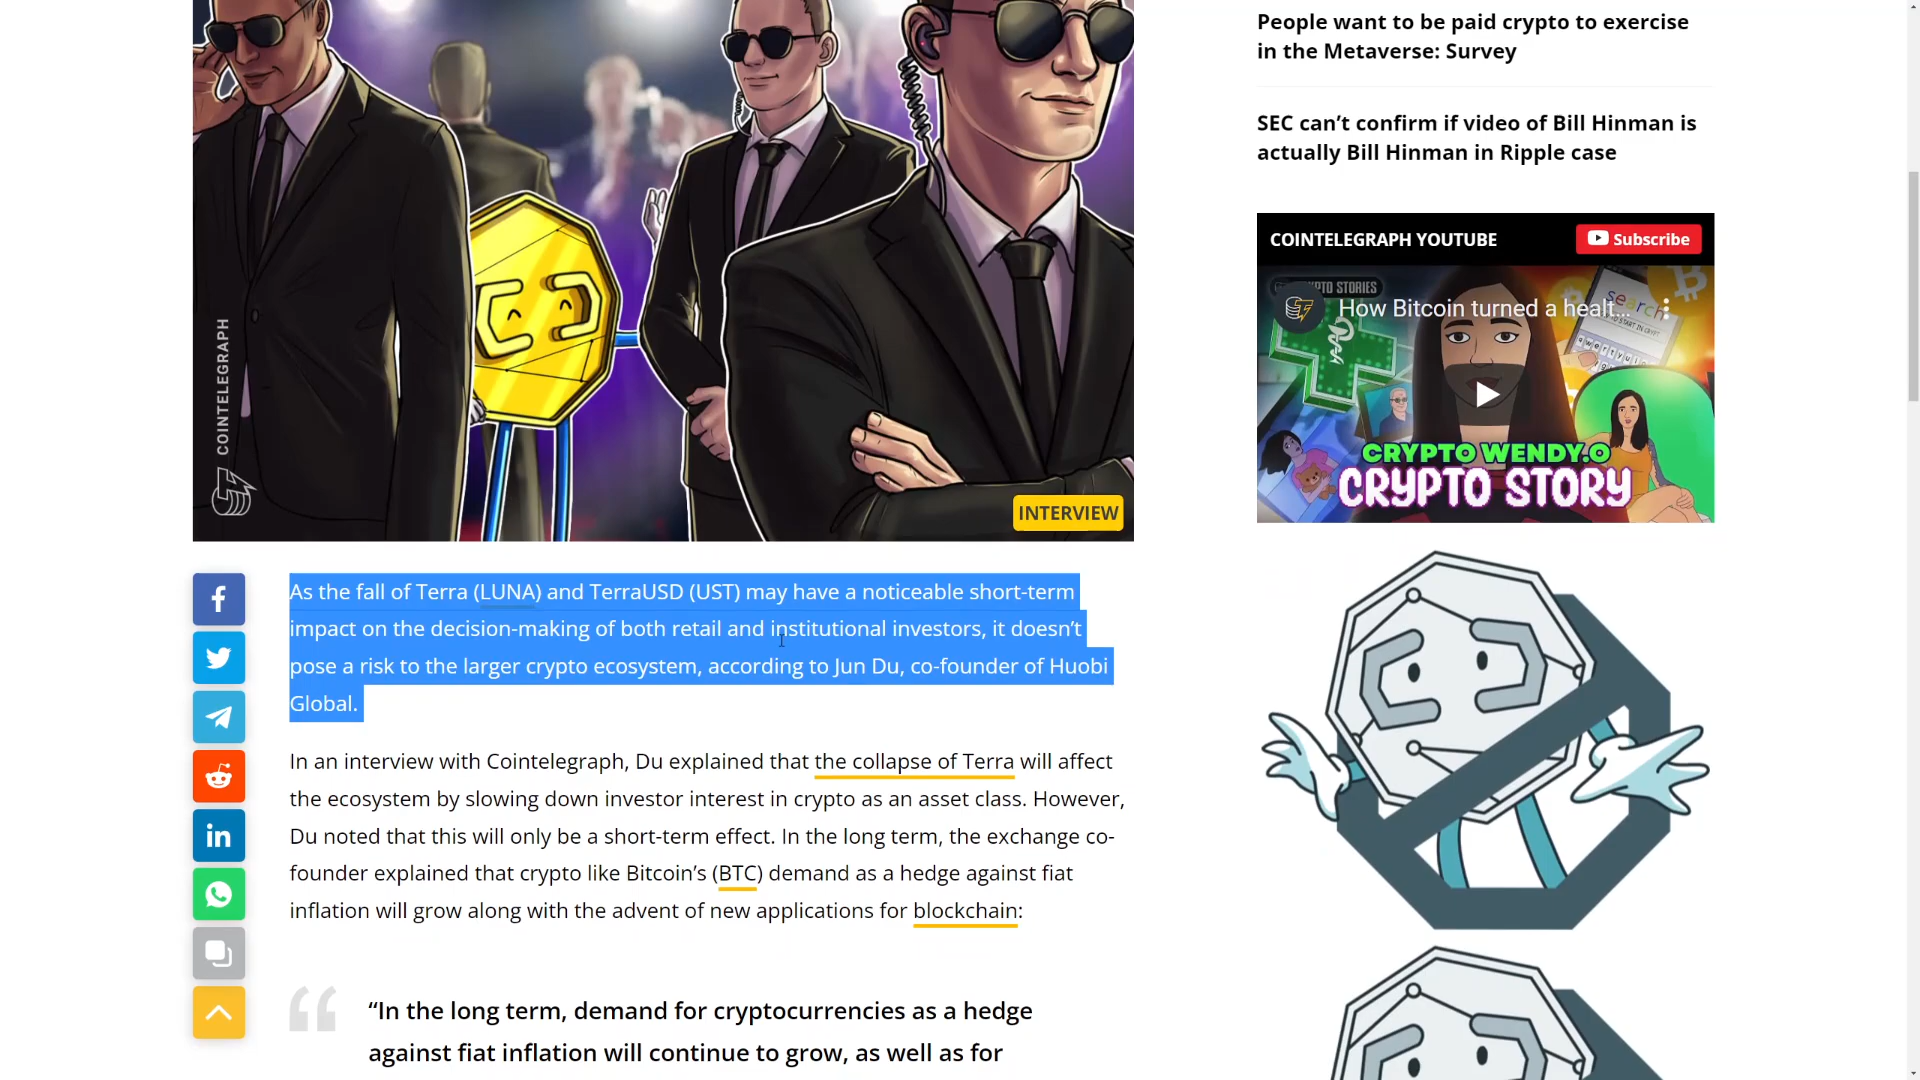 People want to be paid crypto to exercise
in the Metaverse: Survey
SEC can’t confirm if video of Bill Hinman is
actually Bill Hinman in Ripple case
COINTELEGRAPH YOUTUBE
Subscribe
How Bitcoin turned a healt...
search
CRYPTO WENDY.O
CRYPTO STORY
COINTELEGRAPH
INTERVIEW
As the fall of Terra (LUNA) and TerraUSD (UST) may have a noticeable short-term
impact on the decision-making of both retail and institutional investors, it doesn’t
pose a risk to the larger crypto ecosystem, according to Jun Du, co-founder of Huobi
Global.
In an interview with Cointelegraph, Du explained that the collapse of Terra will affect
the ecosystem by slowing down investor interest in crypto as an asset class. However,
Du noted that this will only be a short-term effect. In the long term, the exchange co-
founder explained that crypto like Bitcoin’s (BTC) demand as a hedge against fiat
inflation will grow along with the advent of new applications for blockchain:
“In the long term, demand for cryptocurrencies as a hedge
against fiat inflation will continue to grow, as well as for